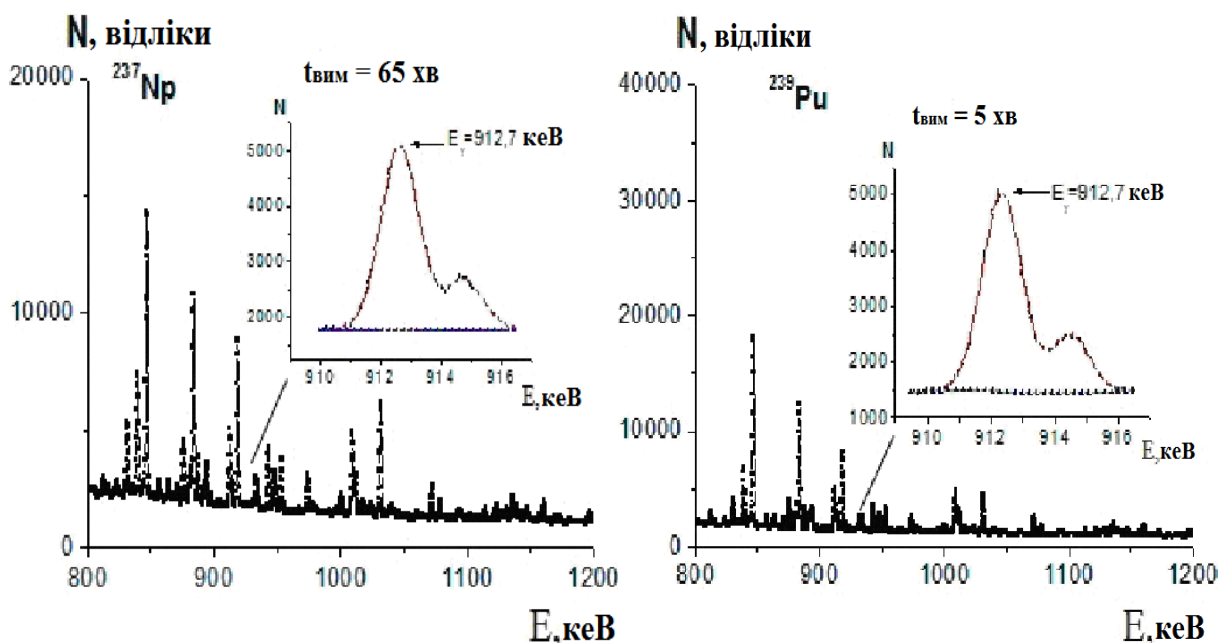 N, відліки
20000
10000
0
800
900
1000
1100
1200
E, кеВ
237Np
tвим = 65 хв
N
5000
4000
3000
2000
910
912
914
916
E, кеВ
Eγ=912,7 кеВ
N, відліки
40000
30000
20000
10000
0
800
900
1000
1100
1200
E, кеВ
239Pu
tвим = 5 хв
N
5000
4000
3000
2000
1000
910
912
914
916
E, кеВ
Eγ=912,7 кеВ